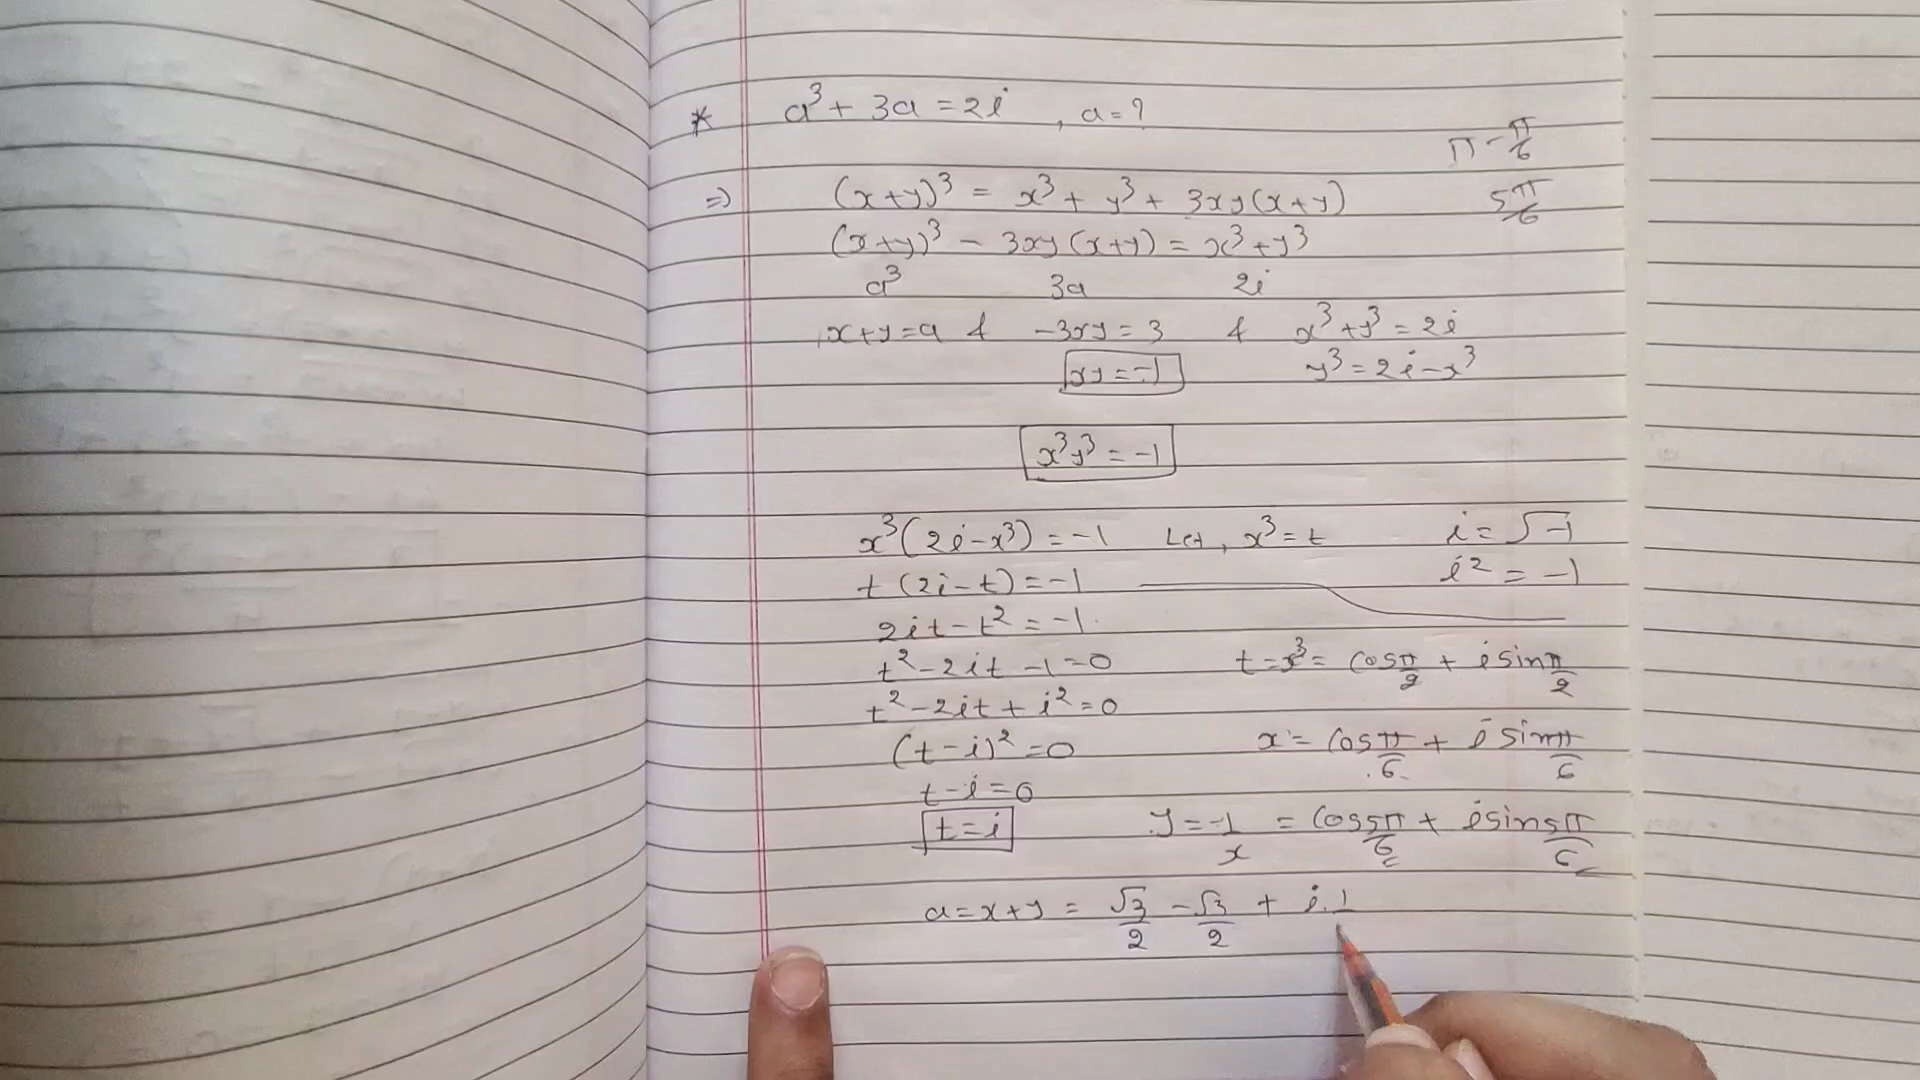 * a³ + 3a = 2i , a = ?
π - π/6
=> (x+y)³ = x³ + y³ + 3xy(x+y)
5π/6
(x+y)³ - 3xy(x+y) = x³+y³
a³ 3a 2i
x+y = a & -3xy = 3 & x³+y³ = 2i
xy = -1 y³ = 2i - x³
x³y³ = -1
x³(2i - x³) = -1 Let, x³ = t i = √-1
t(2i - t) = -1 i² = -1
2it - t² = -1
t² - 2it - 1 = 0 t = x³ = cos π/2 + i sin π/2
t² - 2it + i² = 0
(t - i)² = 0 x = cos π/6 + i sin π/6
t - i = 0
t = i y = -1/x = cos 5π/6 + i sin 5π/6
a = x+y = √3/2 - √3/2 + i.1